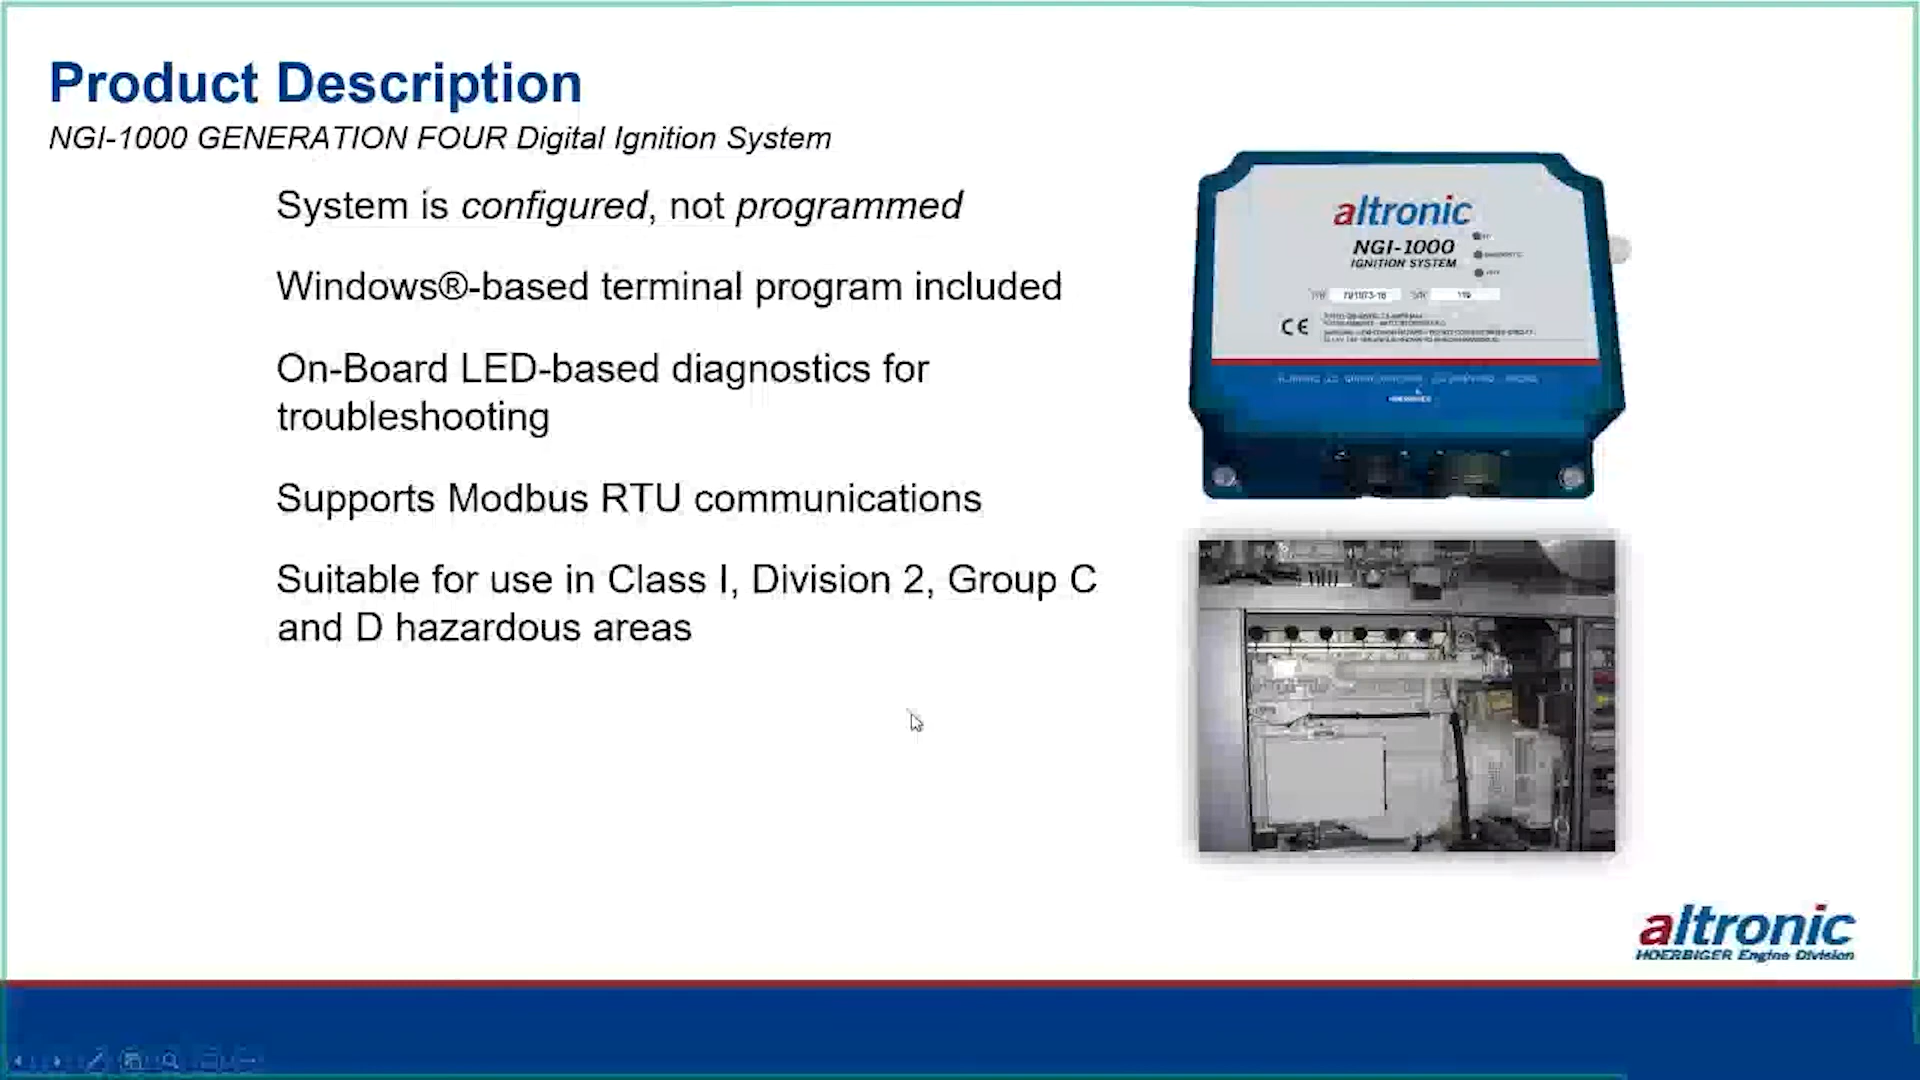 Product Description
NGI-1000 GENERATION FOUR Digital Ignition System
System is configured, not programmed
Windows®-based terminal program included
On-Board LED-based diagnostics for
troubleshooting
Supports Modbus RTU communications
Suitable for use in Class I, Division 2, Group C
and D hazardous areas
altronic
NGI-1000
IGNITION SYSTEM
CE
altronic
HOERBIGER Engine Division